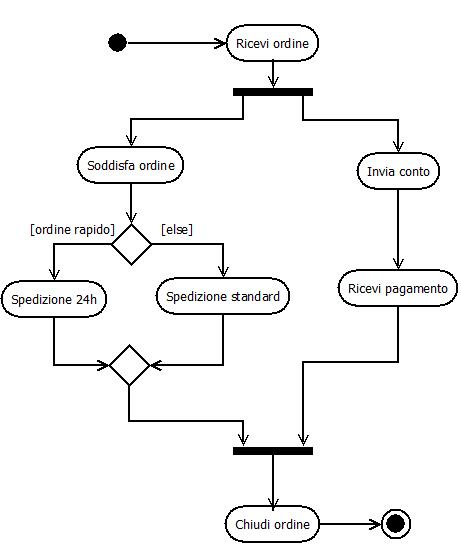 Ricevi ordine
Soddisfa ordine
Invia conto
[ordine rapido]
[else]
Spedizione 24h
Spedizione standard
Ricevi pagamento
Chiudi ordine